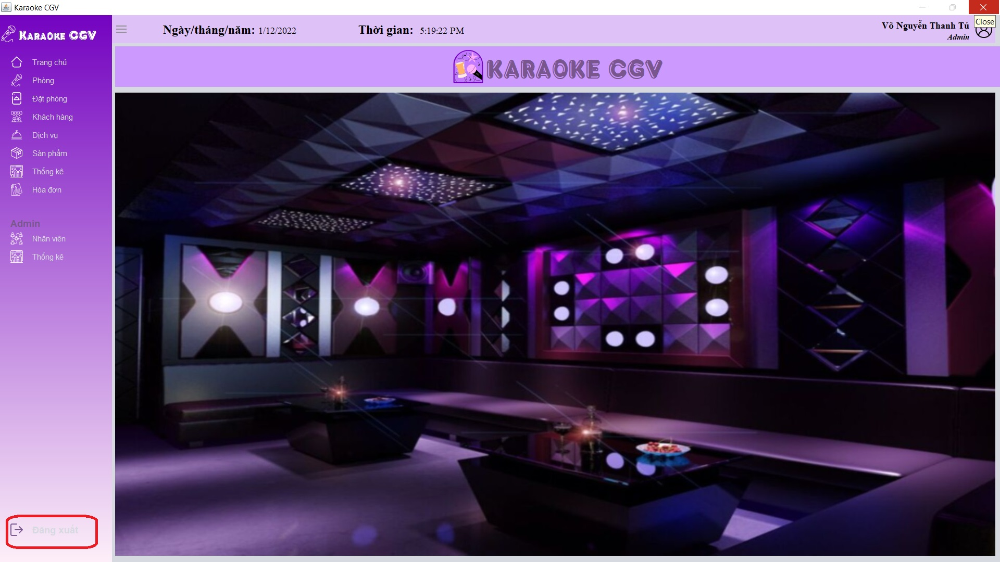 Karaoke CGV
Close
KARAOKE CGV
Ngày/tháng/năm: 1/12/2022
Thời gian: 5:19:22 PM
Võ Nguyễn Thanh Tú
Admin
KARAOKE CGV
Trang chủ
Phòng
Đặt phòng
Khách hàng
Dịch vụ
Sản phẩm
Thống kê
Hóa đơn
Admin
Nhân viên
Thống kê
Đăng xuất